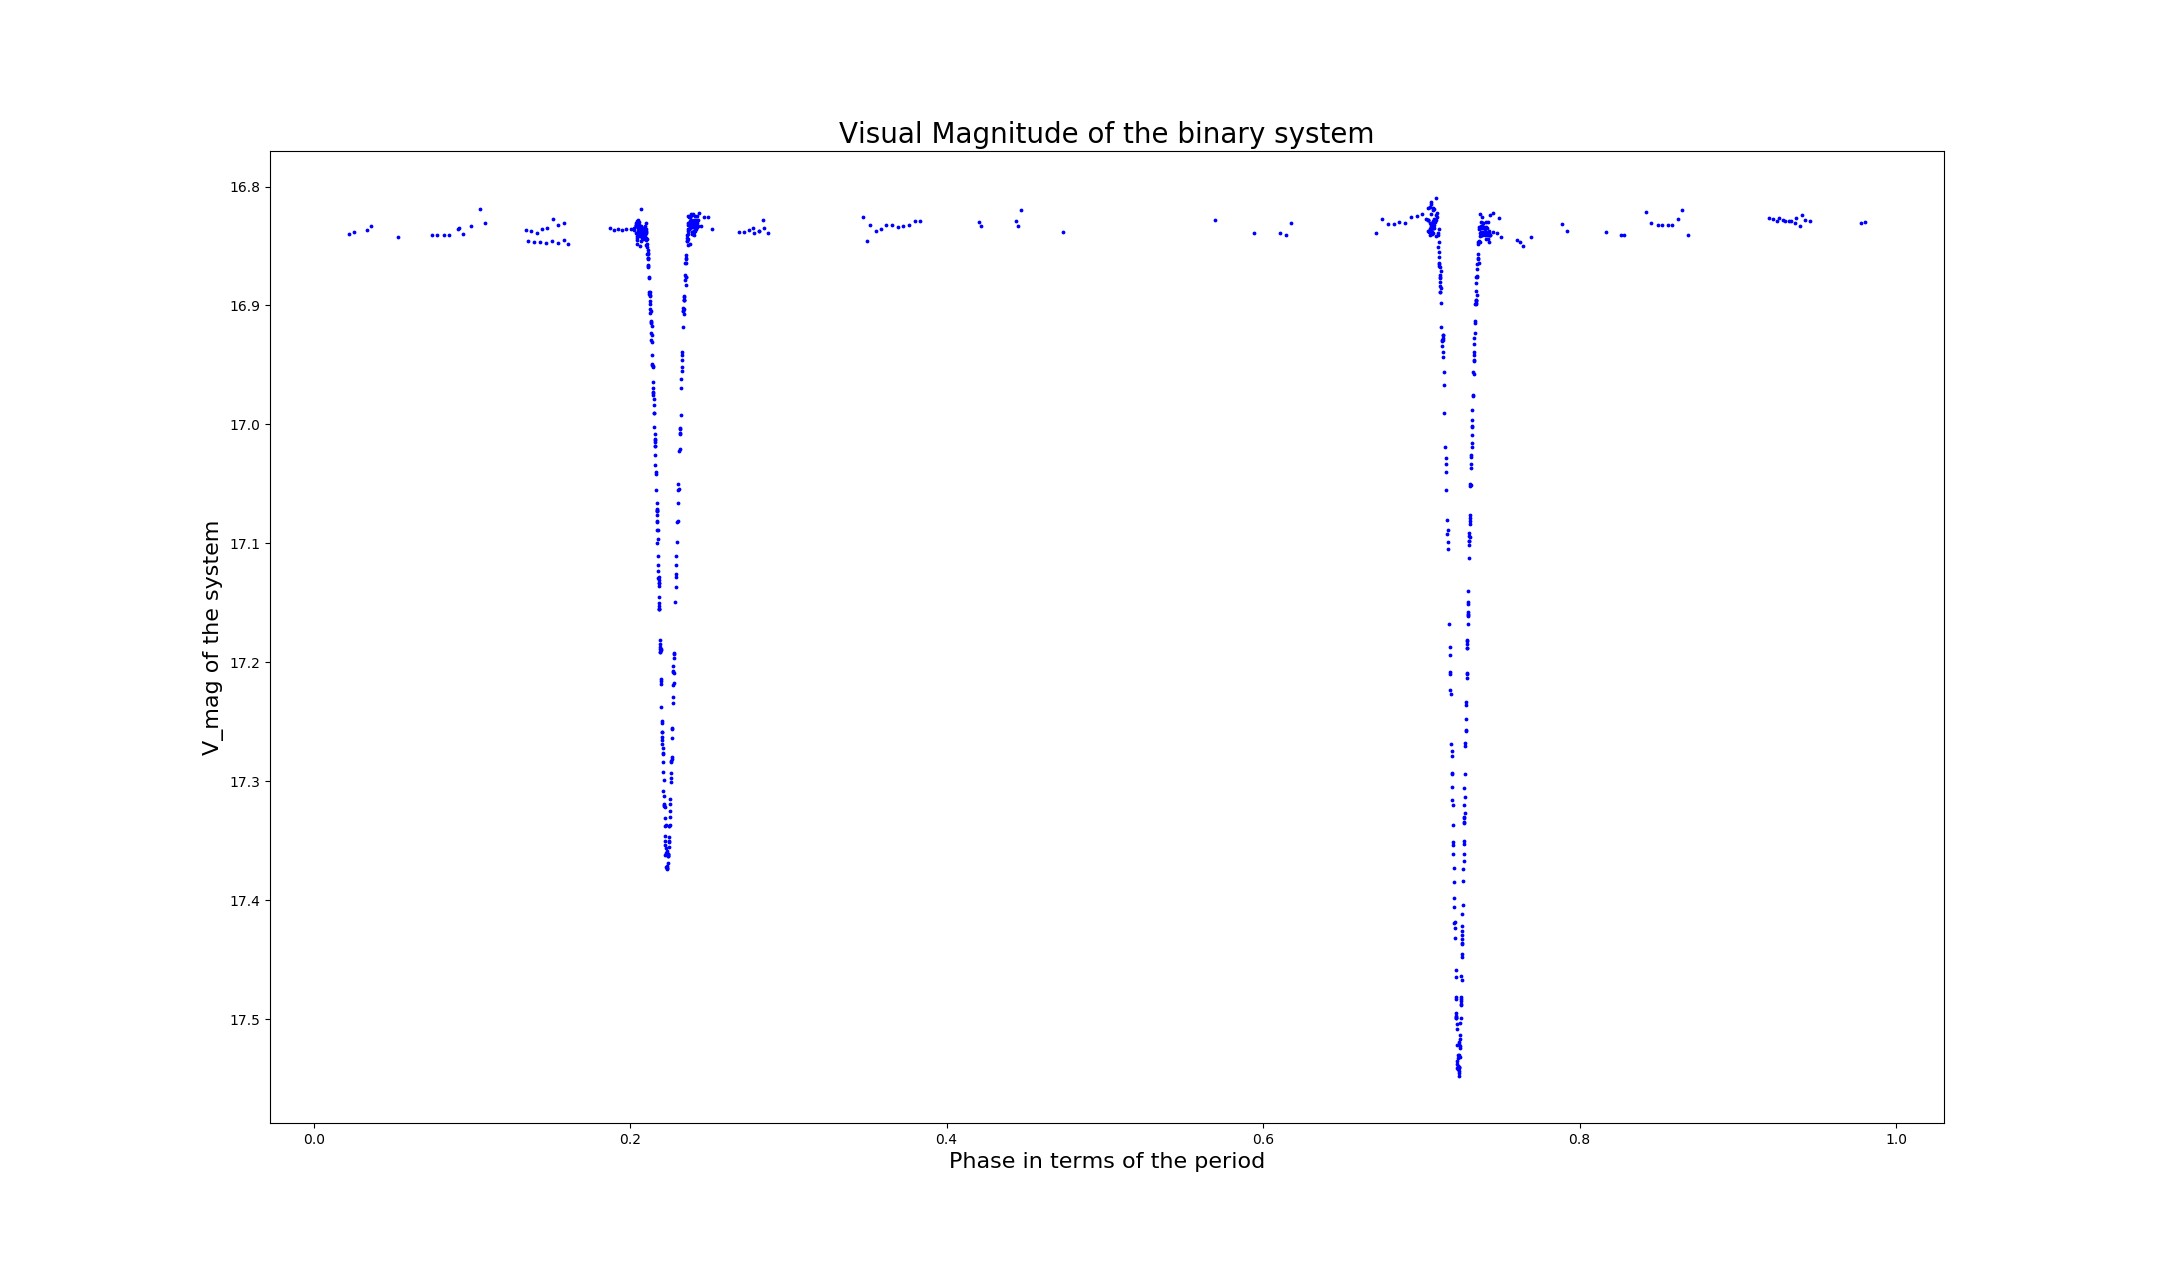 Visual Magnitude of the binary system
16.8
16.9
17.0
17.1
17.2
17.3
17.4
17.5
V_mag of the system
0.0 0.2 0.4 0.6 0.8 1.0
Phase in terms of the period